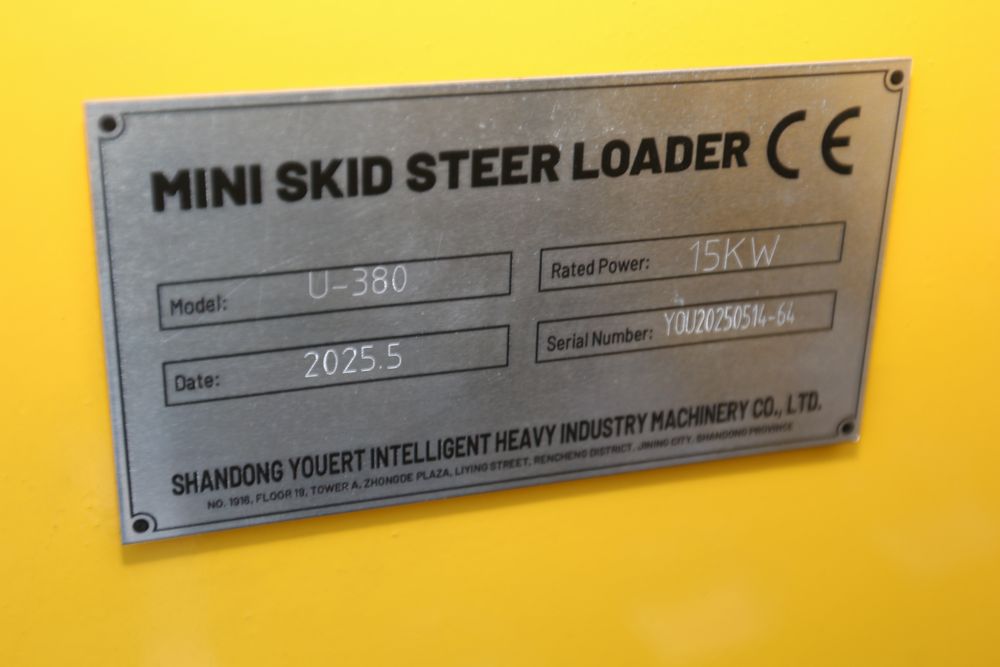 MINI SKID STEER LOADER CE
Model: U-380
Rated Power: 15KW
Date: 2025.5
Serial Number: YOU20250514-64
SHANDONG YOUERT INTELLIGENT HEAVY INDUSTRY MACHINERY CO., LTD.
NO. 1916, FLOOR 19, TOWER A, ZHONGDE PLAZA, LIYING STREET, RENCHENG DISTRICT, JINING CITY, SHANDONG PROVINCE